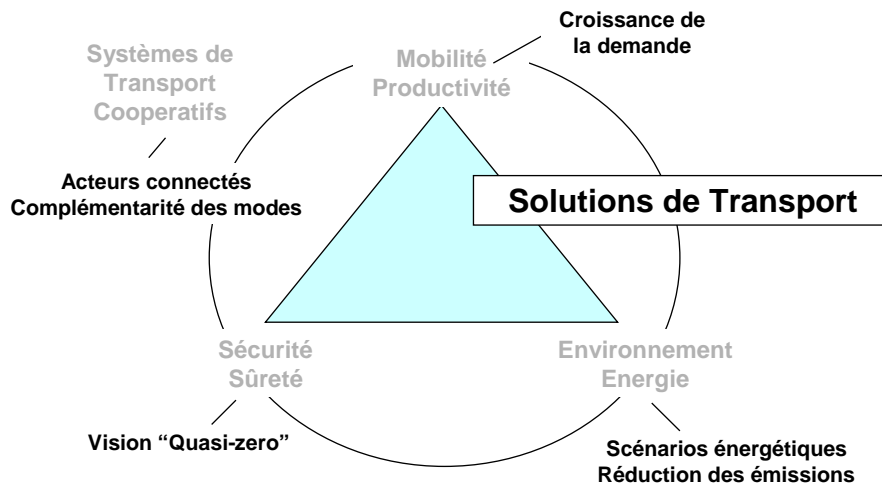 Croissance de
la demande
Systèmes de
Transport
Cooperatifs
Mobilité
Productivité
Acteurs connectés
Complémentarité des modes
Solutions de Transport
Sécurité
Sûreté
Environnement
Energie
Vision “Quasi-zero”
Scénarios énergétiques
Réduction des émissions